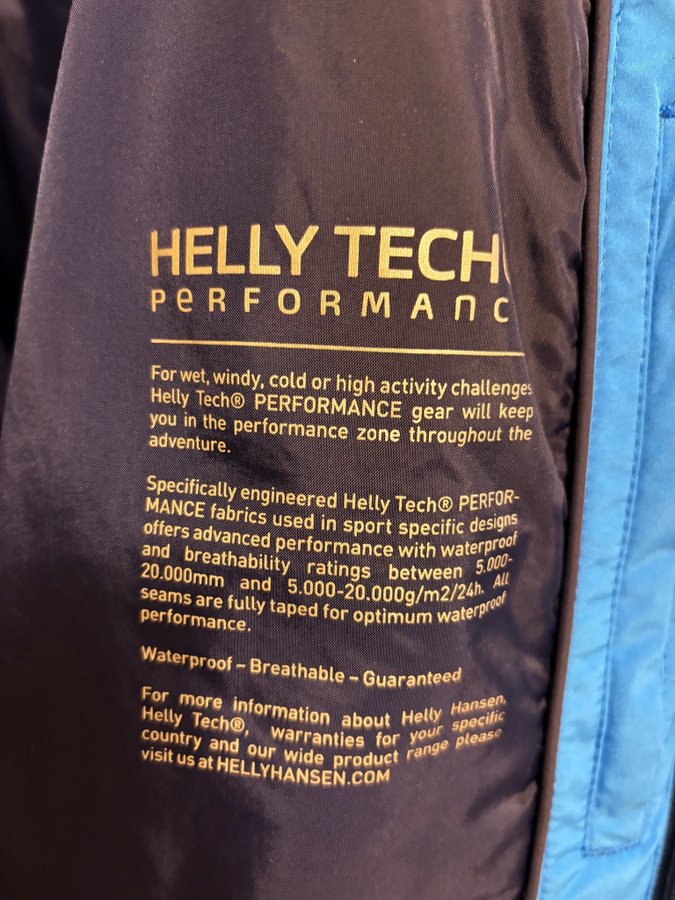 HELLY TECH
PERFORMANC
For wet, windy, cold or high activity challenges
Helly Tech® PERFORMANCE gear will keep
you in the performance zone throughout the
adventure.
Specifically engineered Helly Tech® PERFOR-
MANCE fabrics used in sport specific designs
offers advanced performance with waterproof
and breathability ratings between 5.000-
20.000mm and 5.000-20.000g/m2/24h. All
seams are fully taped for optimum waterproof
performance.
Waterproof – Breathable – Guaranteed
For more information about Helly Hansen,
Helly Tech®, warranties for your specific
country and our wide product range please
visit us at HELLYHANSEN.COM